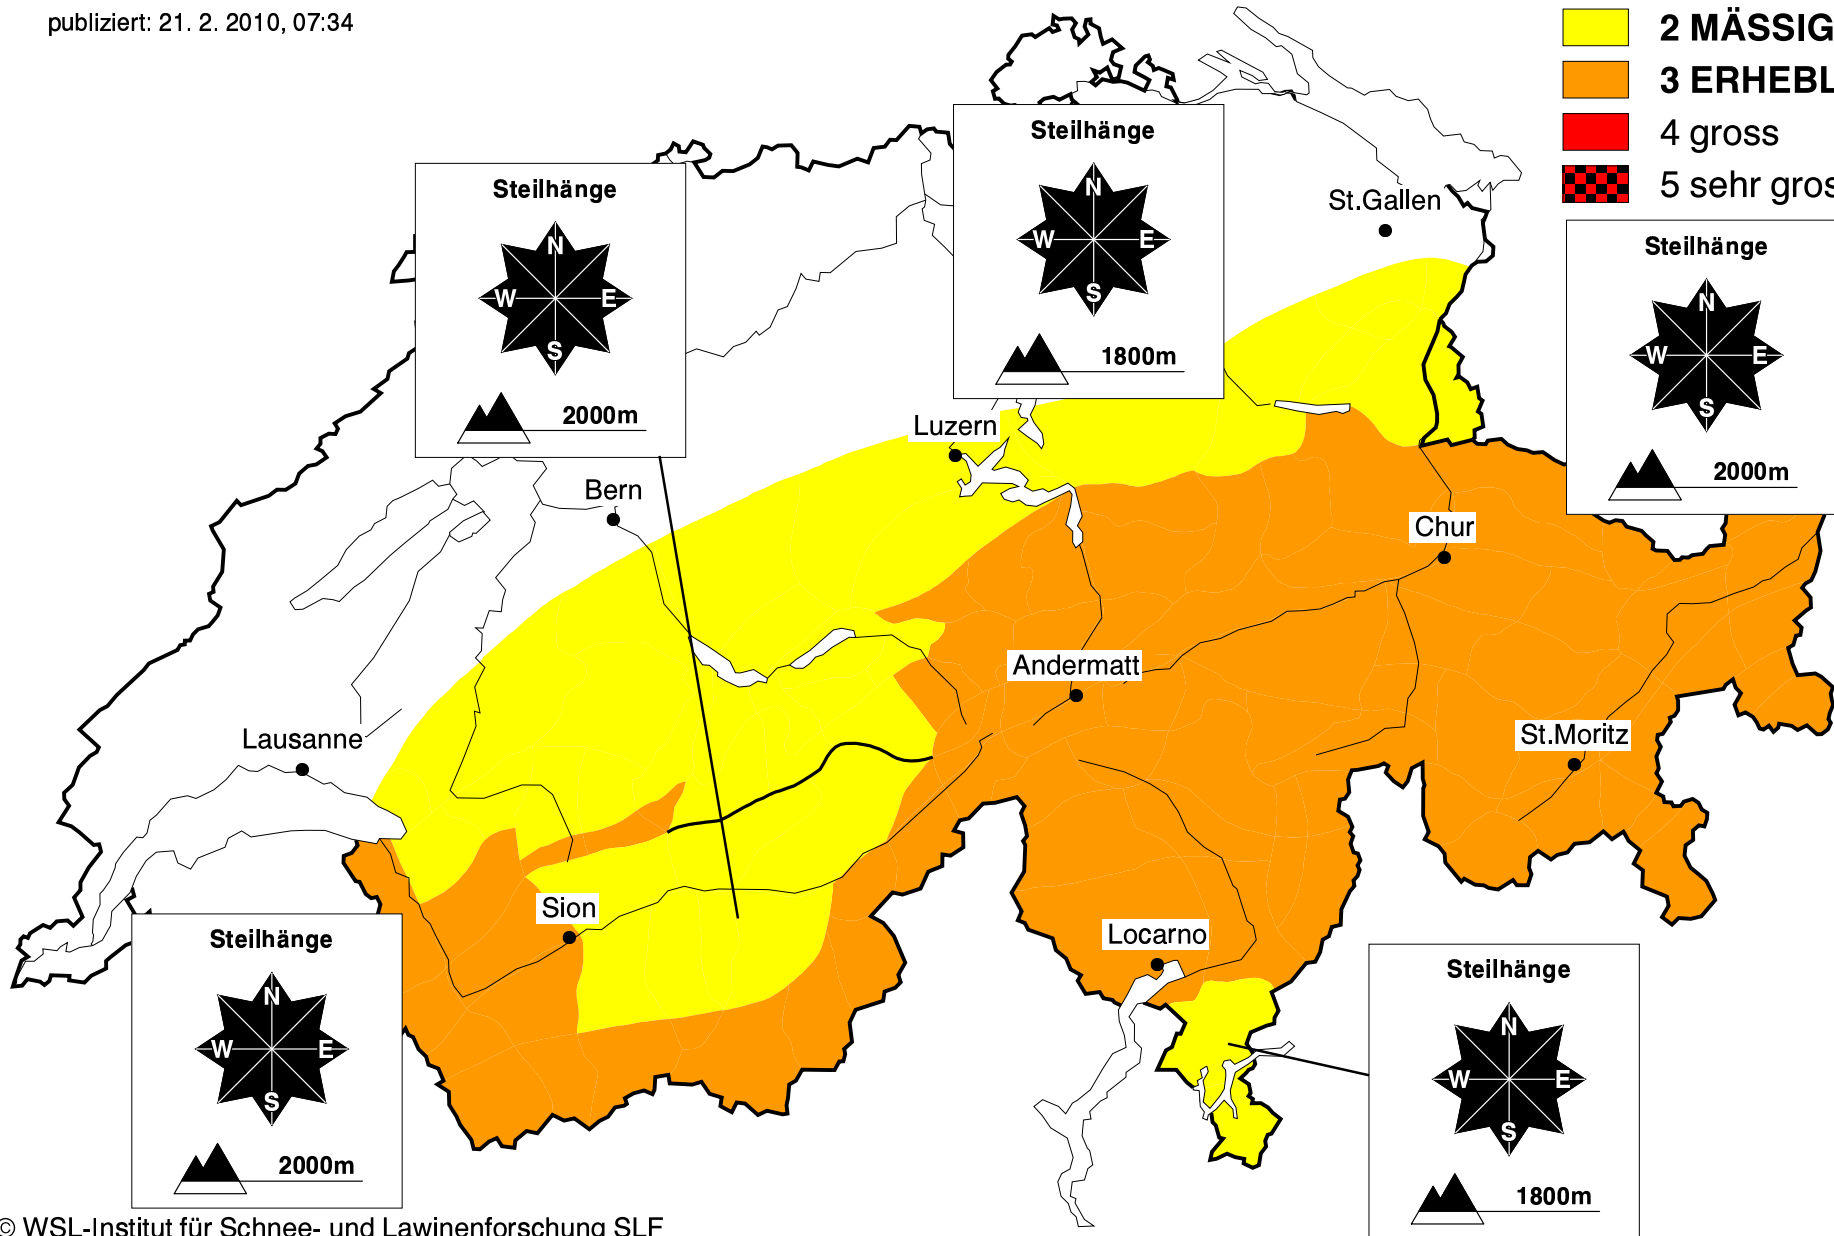 publiziert: 21. 2. 2010, 07:34
2 MÄSSIG
3 ERHEBL
4 gross
5 sehr gros
Steilhänge
N
W E
S
1800m
Steilhänge
N
W E
S
2000m
St.Gallen
Steilhänge
N
W E
S
2000m
Luzern
Bern
Chur
Andermatt
Lausanne
St.Moritz
Sion
Locarno
Steilhänge
N
W E
S
2000m
Steilhänge
N
W E
S
1800m
© WSL-Institut für Schnee- und Lawinenforschung SLF